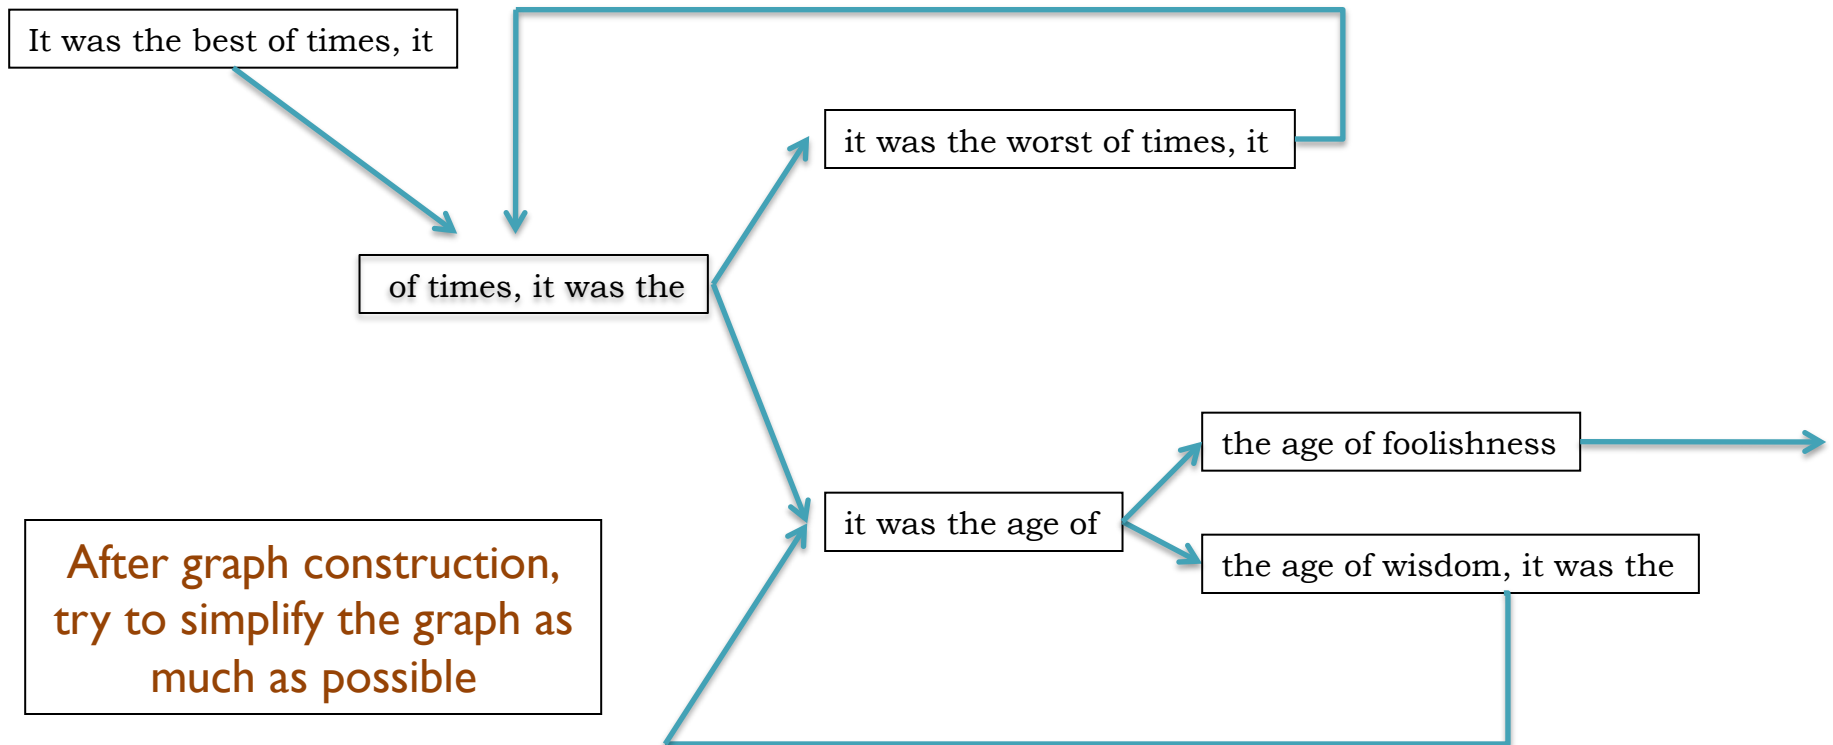 It was the best of times, it
it was the worst of times, it
of times, it was the
the age of foolishness
it was the age of
the age of wisdom, it was the
After graph construction,
try to simplify the graph as
much as possible